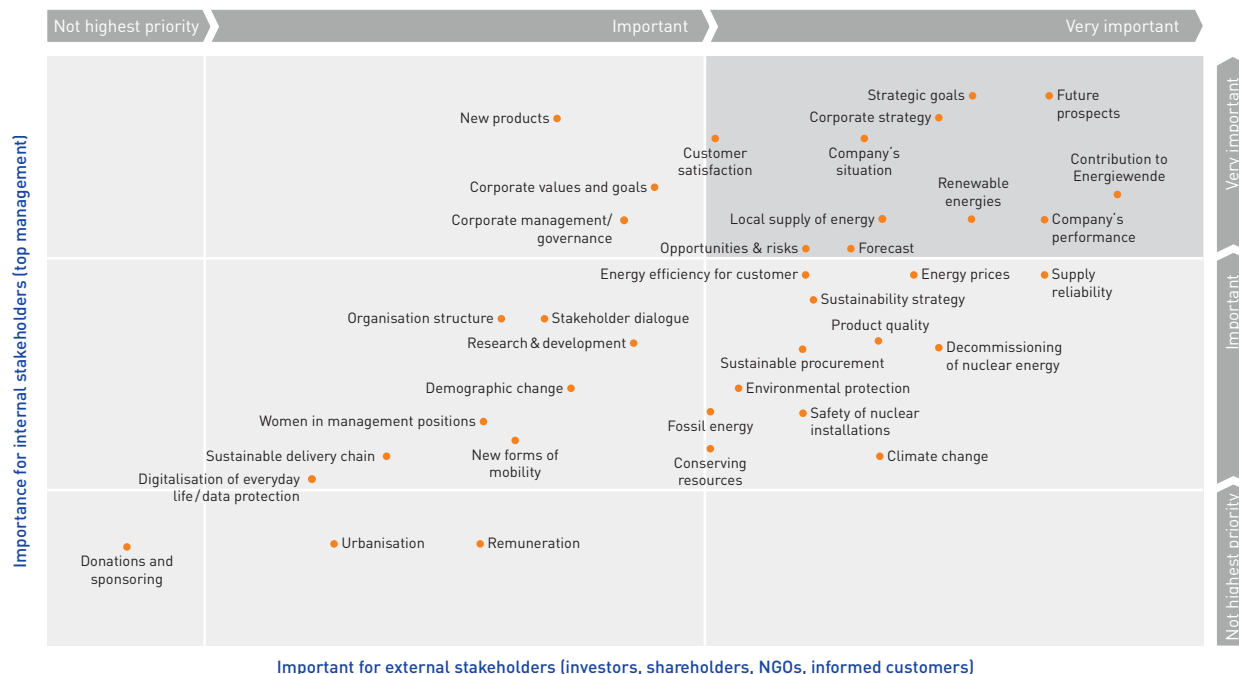 Not highest priority
Important
Very important
Importance for internal stakeholders (top management)
Very important
Important
Not highest priority
Strategic goals
Future
prospects
New products
Corporate strategy
Customer
satisfaction
Company's
situation
Contribution to
Energiewende
Corporate values and goals
Renewable
energies
Corporate management/
governance
Local supply of energy
Company's
performance
Opportunities & risks
Forecast
Energy efficiency for customer
Energy prices
Supply
reliability
Sustainability strategy
Organisation structure
Stakeholder dialogue
Product quality
Research & development
Sustainable procurement
Decommissioning
of nuclear energy
Demographic change
Environmental protection
Women in management positions
Fossil energy
Safety of nuclear
installations
Sustainable delivery chain
New forms of
mobility
Conserving
resources
Climate change
Digitalisation of everyday
life/data protection
Donations and
sponsoring
Urbanisation
Remuneration
Important for external stakeholders (investors, shareholders, NGOs, informed customers)